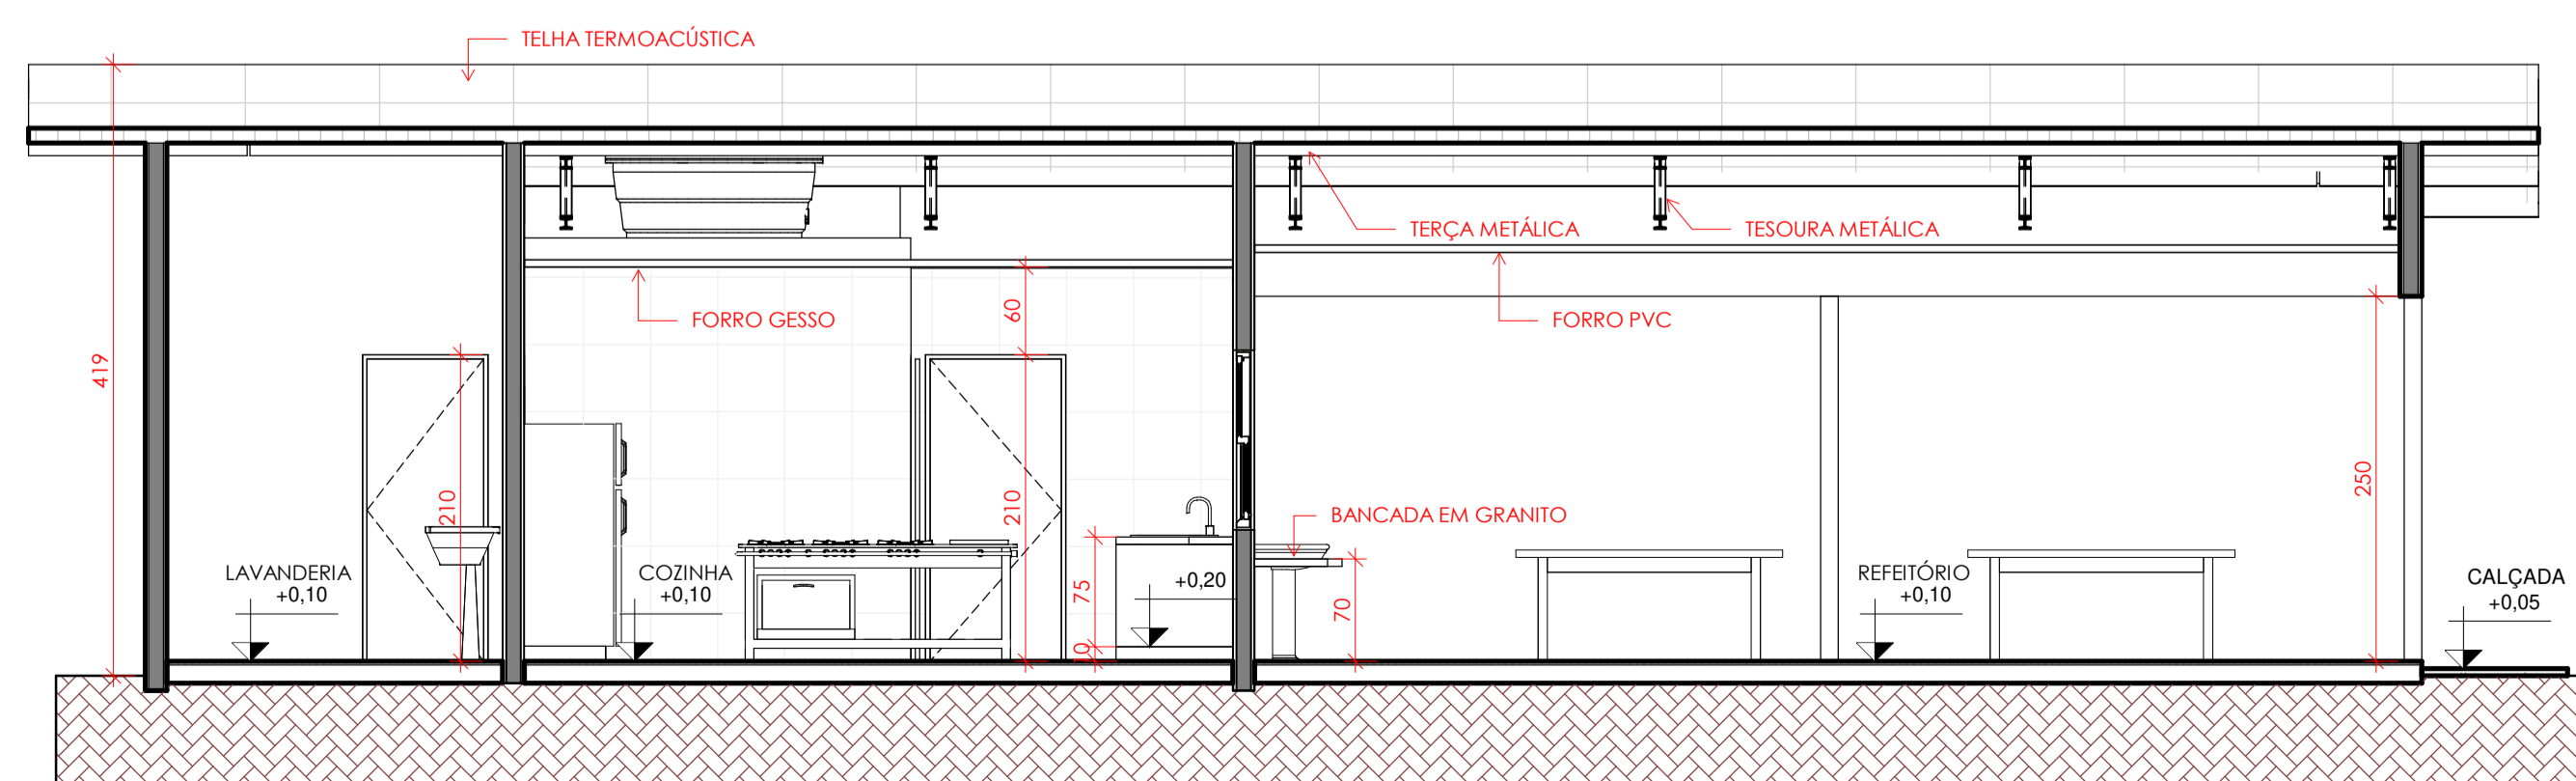 TELHA TERMOACÚSTICA
TERÇA METÁLICA
TESOURA METÁLICA
FORRO GESSO
60
FORRO PVC
419
210
210
250
BANCADA EM GRANITO
LAVANDERIA
+0,10
COZINHA
+0,10
75
10
+0,20
70
REFEITÓRIO
+0,10
CALÇADA
+0,05